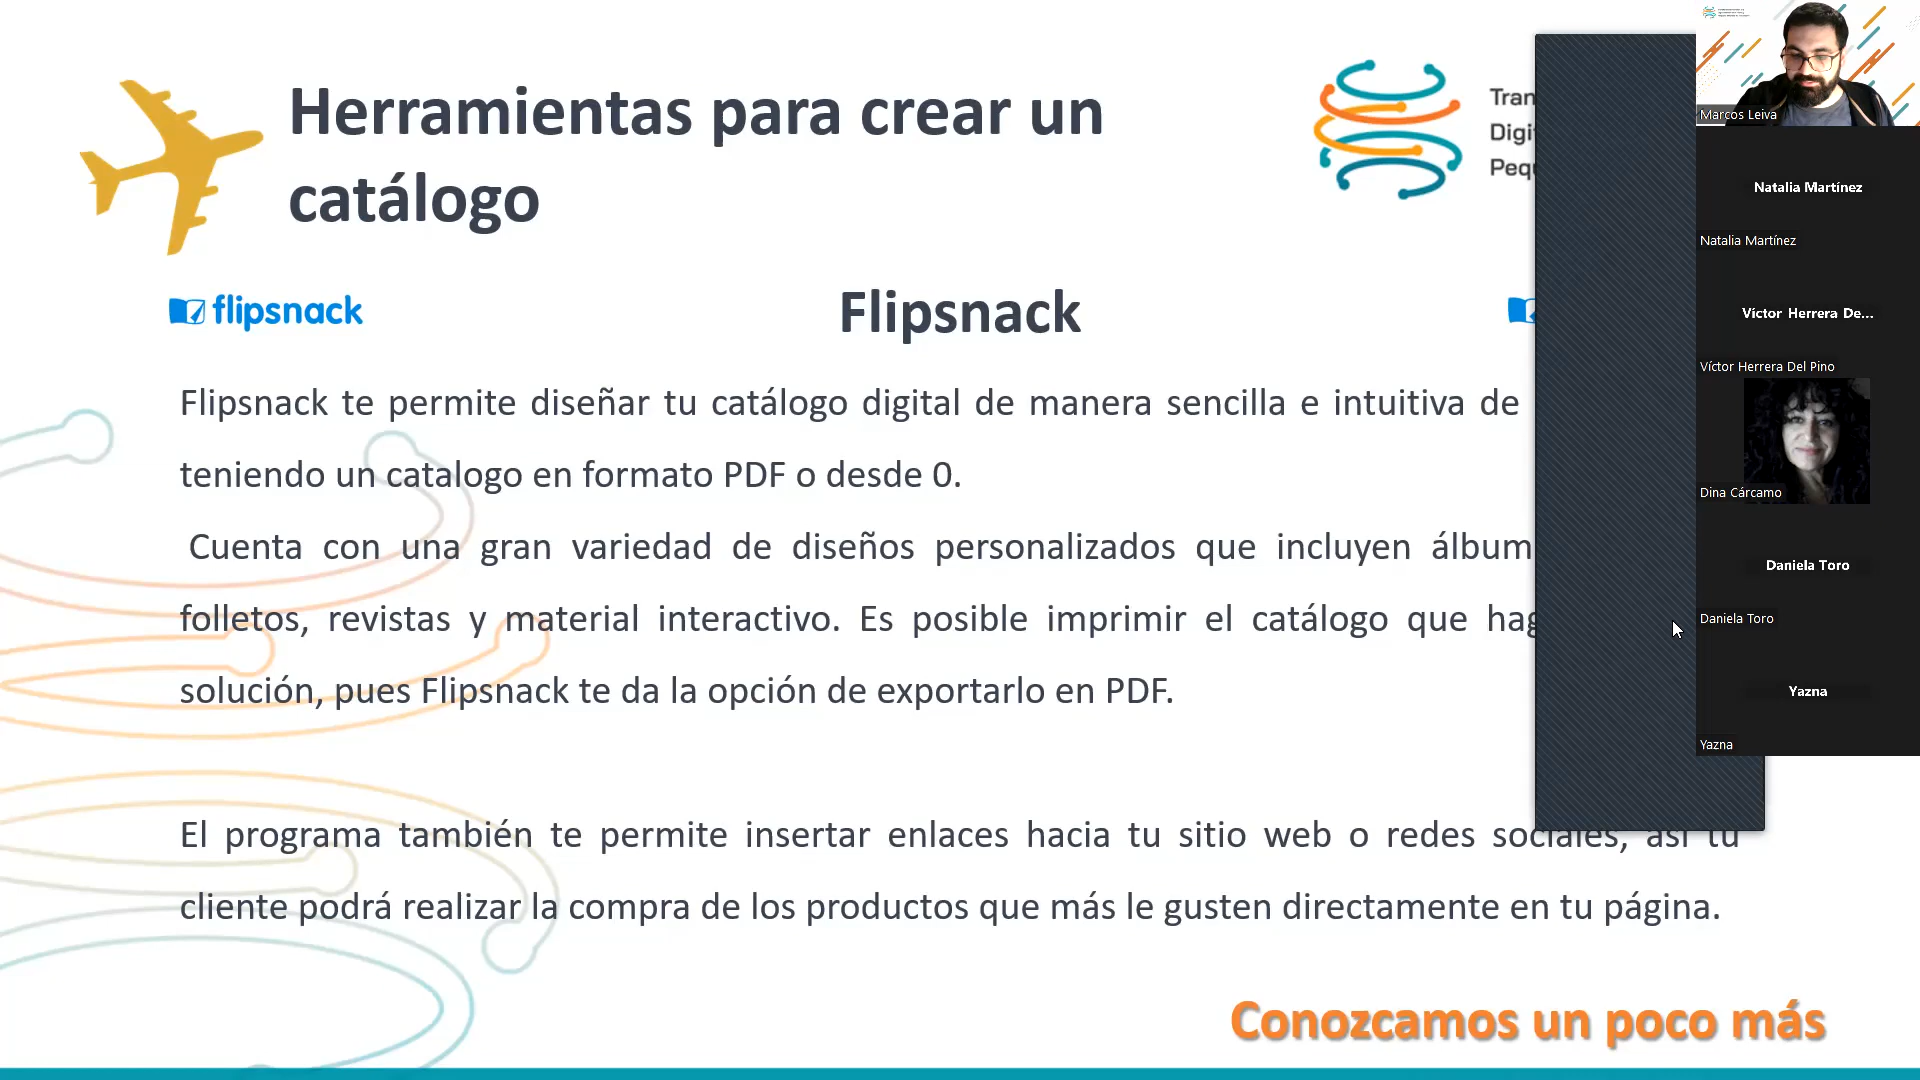 Herramientas para crear un
catálogo
flipsnack
Flipsnack
Flipsnack te permite diseñar tu catálogo digital de manera sencilla e intuitiva de
teniendo un catalogo en formato PDF o desde 0.
Cuenta con una gran variedad de diseños personalizados que incluyen álbum
folletos, revistas y material interactivo. Es posible imprimir el catálogo que hag
solución, pues Flipsnack te da la opción de exportarlo en PDF.
El programa también te permite insertar enlaces hacia tu sitio web o redes sociales, así tu
cliente podrá realizar la compra de los productos que más le gusten directamente en tu página.
Conozcamos un poco más
Tran
Digi
Pequ
Marcos Leiva
Natalia Martínez
Natalia Martínez
Víctor Herrera De...
Víctor Herrera Del Pino
Dina Cárcamo
Daniela Toro
Daniela Toro
Yazna
Yazna